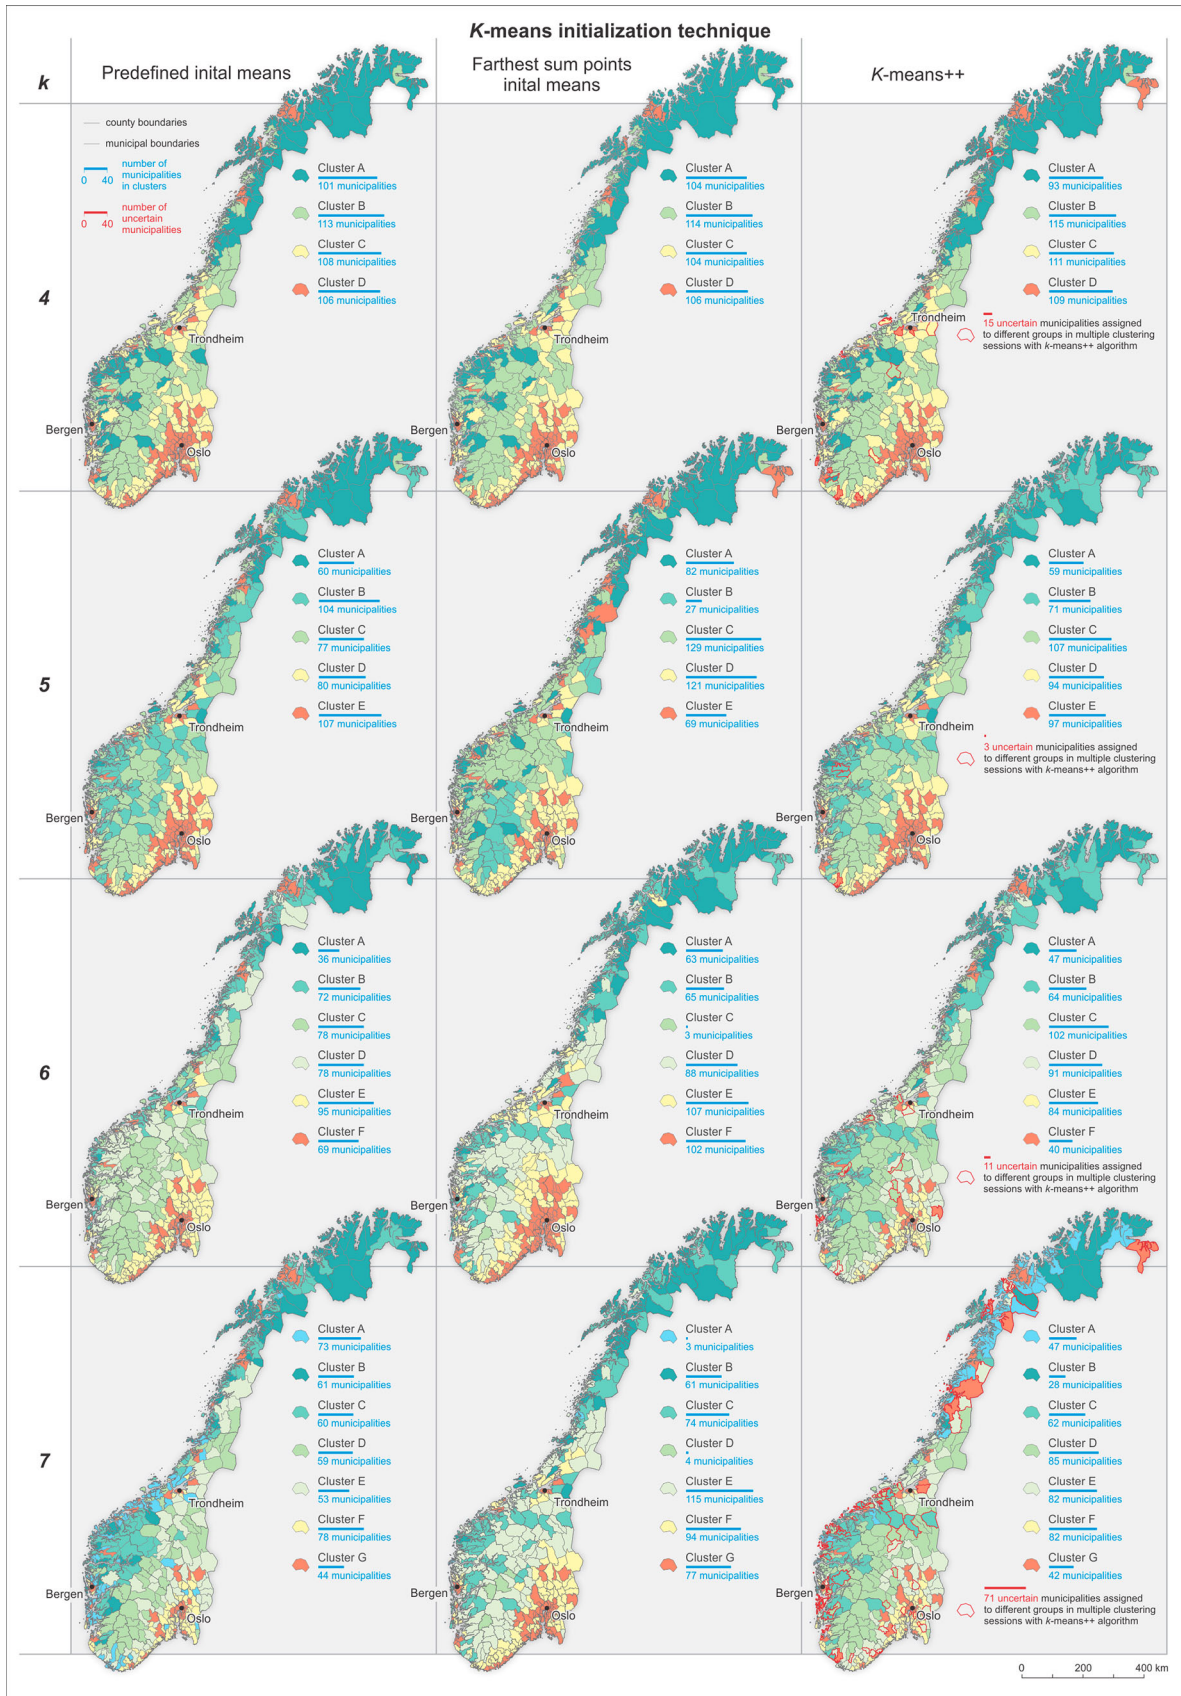 K-means initialization technique
k
Predefined inital means
Farthest sum points
inital means
K-means++
county boundaries
municipal boundaries
0 40
number of
municipalities
in clusters
0 40
number of
uncertain
municipalities
4
Cluster A
101 municipalities
Cluster B
113 municipalities
Cluster C
108 municipalities
Cluster D
106 municipalities
Trondheim
Bergen
Oslo
Cluster A
104 municipalities
Cluster B
114 municipalities
Cluster C
104 municipalities
Cluster D
106 municipalities
Trondheim
Bergen
Oslo
Cluster A
93 municipalities
Cluster B
115 municipalities
Cluster C
111 municipalities
Cluster D
109 municipalities
15 uncertain municipalities assigned
to different groups in multiple clustering
sessions with k-means++ algorithm
Trondheim
Bergen
Oslo
5
Cluster A
60 municipalities
Cluster B
104 municipalities
Cluster C
77 municipalities
Cluster D
80 municipalities
Cluster E
107 municipalities
Trondheim
Bergen
Oslo
Cluster A
82 municipalities
Cluster B
27 municipalities
Cluster C
129 municipalities
Cluster D
121 municipalities
Cluster E
69 municipalities
Trondheim
Bergen
Oslo
Cluster A
59 municipalities
Cluster B
71 municipalities
Cluster C
107 municipalities
Cluster D
94 municipalities
Cluster E
97 municipalities
3 uncertain municipalities assigned
to different groups in multiple clustering
sessions with k-means++ algorithm
Trondheim
Bergen
Oslo
6
Cluster A
36 municipalities
Cluster B
72 municipalities
Cluster C
78 municipalities
Cluster D
78 municipalities
Cluster E
95 municipalities
Cluster F
69 municipalities
Trondheim
Bergen
Oslo
Cluster A
63 municipalities
Cluster B
65 municipalities
Cluster C
3 municipalities
Cluster D
88 municipalities
Cluster E
107 municipalities
Cluster F
102 municipalities
Trondheim
Bergen
Oslo
Cluster A
47 municipalities
Cluster B
64 municipalities
Cluster C
102 municipalities
Cluster D
91 municipalities
Cluster E
84 municipalities
Cluster F
40 municipalities
11 uncertain municipalities assigned
to different groups in multiple clustering
sessions with k-means++ algorithm
Trondheim
Bergen
Oslo
7
Cluster A
73 municipalities
Cluster B
61 municipalities
Cluster C
60 municipalities
Cluster D
59 municipalities
Cluster E
53 municipalities
Cluster F
78 municipalities
Cluster G
44 municipalities
Trondheim
Bergen
Oslo
Cluster A
3 municipalities
Cluster B
61 municipalities
Cluster C
74 municipalities
Cluster D
4 municipalities
Cluster E
115 municipalities
Cluster F
94 municipalities
Cluster G
77 municipalities
Trondheim
Bergen
Oslo
Cluster A
47 municipalities
Cluster B
28 municipalities
Cluster C
62 municipalities
Cluster D
85 municipalities
Cluster E
82 municipalities
Cluster F
82 municipalities
Cluster G
42 municipalities
71 uncertain municipalities assigned
to different groups in multiple clustering
sessions with k-means++ algorithm
Trondheim
Bergen
Oslo
0 200 400 km